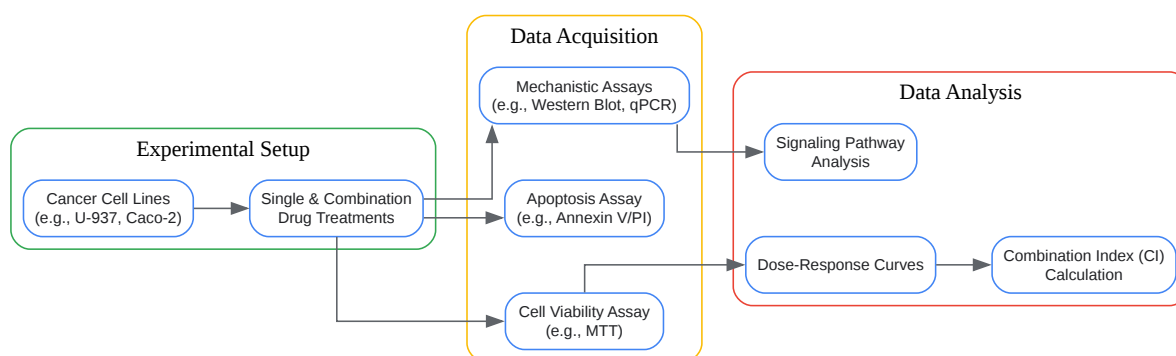 Experimental Setup
Cancer Cell Lines
(e.g., U-937, Caco-2)
Single & Combination
Drug Treatments
Data Acquisition
Mechanistic Assays
(e.g., Western Blot, qPCR)
Apoptosis Assay
(e.g., Annexin V/PI)
Cell Viability Assay
(e.g., MTT)
Data Analysis
Signaling Pathway
Analysis
Dose-Response Curves
Combination Index (CI)
Calculation